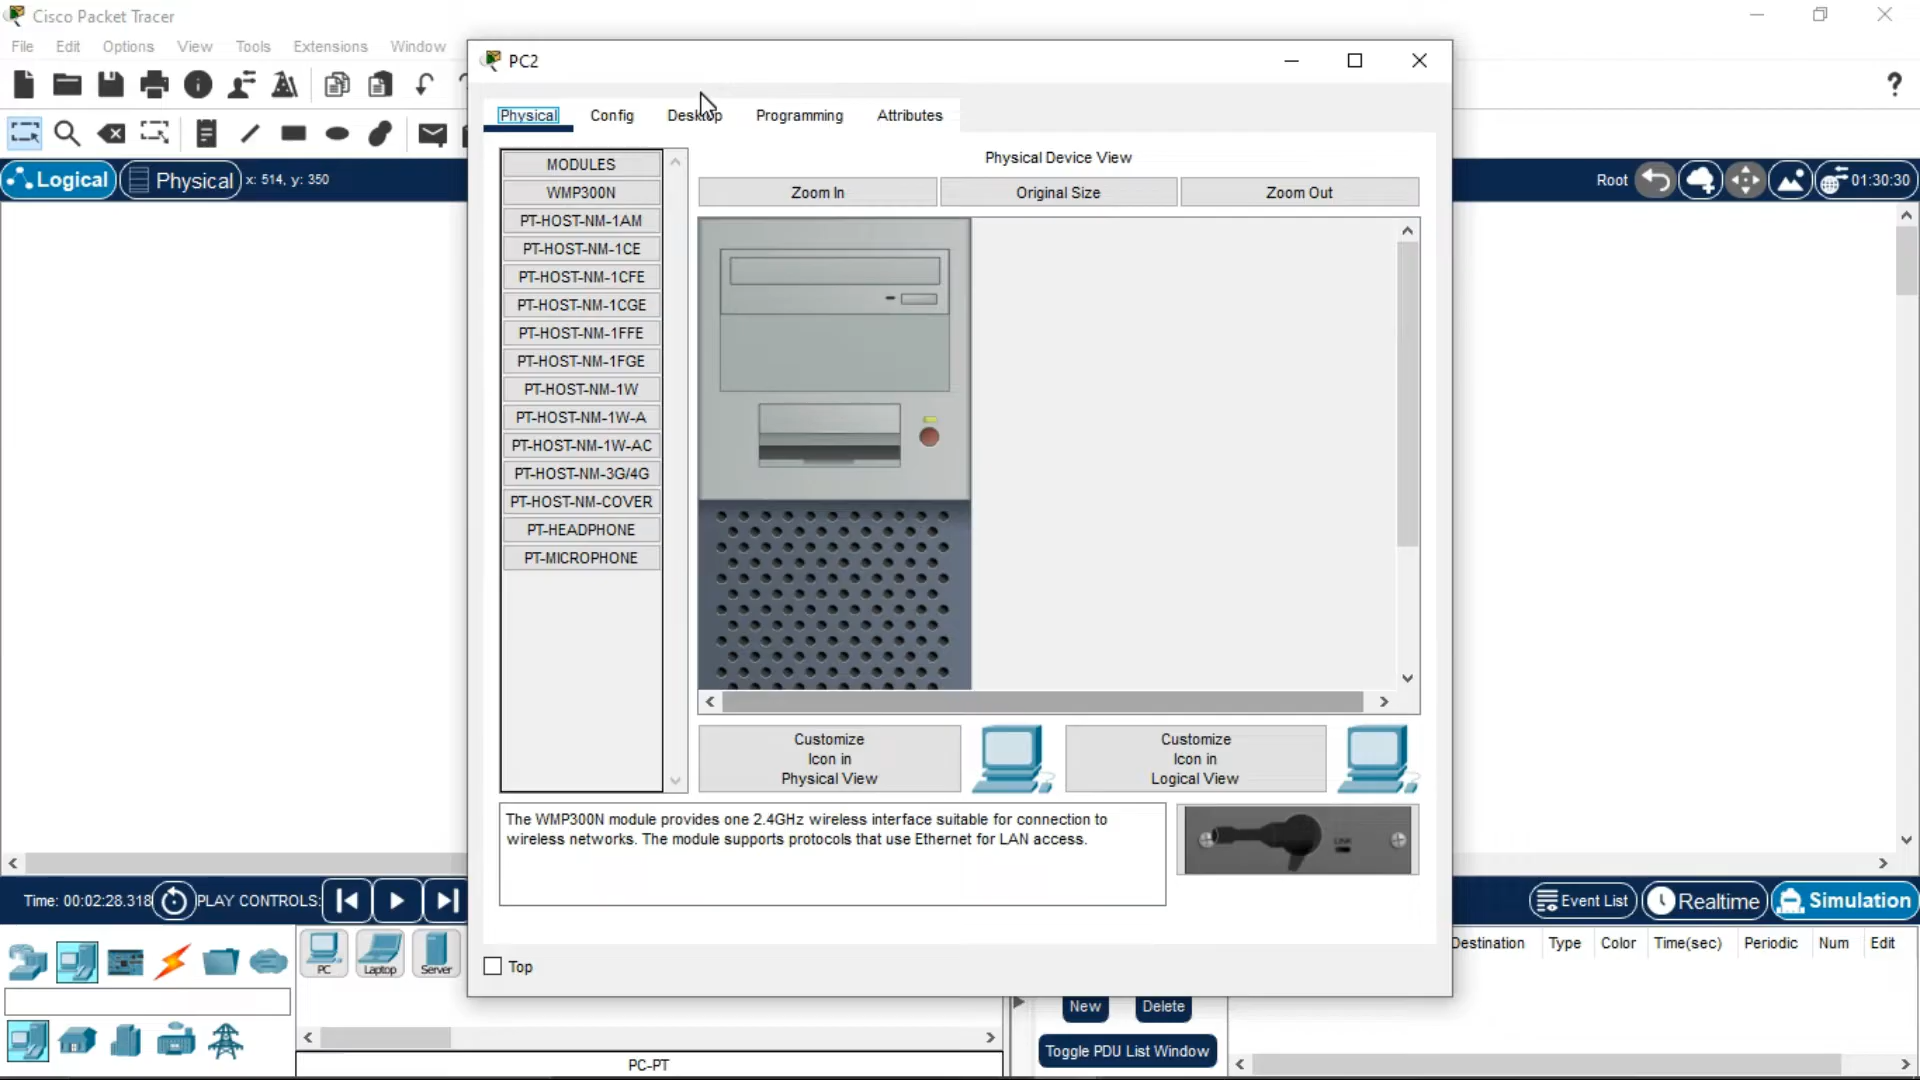 Cisco Packet Tracer
File Edit Options View Tools Extensions Window
PC2
?
Physical Config Desktop Programming Attributes
Logical Physical x: 514, y: 350
Root 01:30:30
MODULES
WMP300N
PT-HOST-NM-1AM
PT-HOST-NM-1CE
PT-HOST-NM-1CFE
PT-HOST-NM-1CGE
PT-HOST-NM-1FFE
PT-HOST-NM-1FGE
PT-HOST-NM-1W
PT-HOST-NM-1W-A
PT-HOST-NM-1W-AC
PT-HOST-NM-3G/4G
PT-HOST-NM-COVER
PT-HEADPHONE
PT-MICROPHONE
Physical Device View
Zoom In Original Size Zoom Out
Customize
Icon in
Physical View
Customize
Icon in
Logical View
The WMP300N module provides one 2.4GHz wireless interface suitable for connection to
wireless networks. The module supports protocols that use Ethernet for LAN access.
LINK
Top
Time: 00:02:28.318 PLAY CONTROLS:
Event List Realtime Simulation
PC Laptop Server
Destination Type Color Time(sec) Periodic Num Edit
New Delete
Toggle PDU List Window
PC-PT